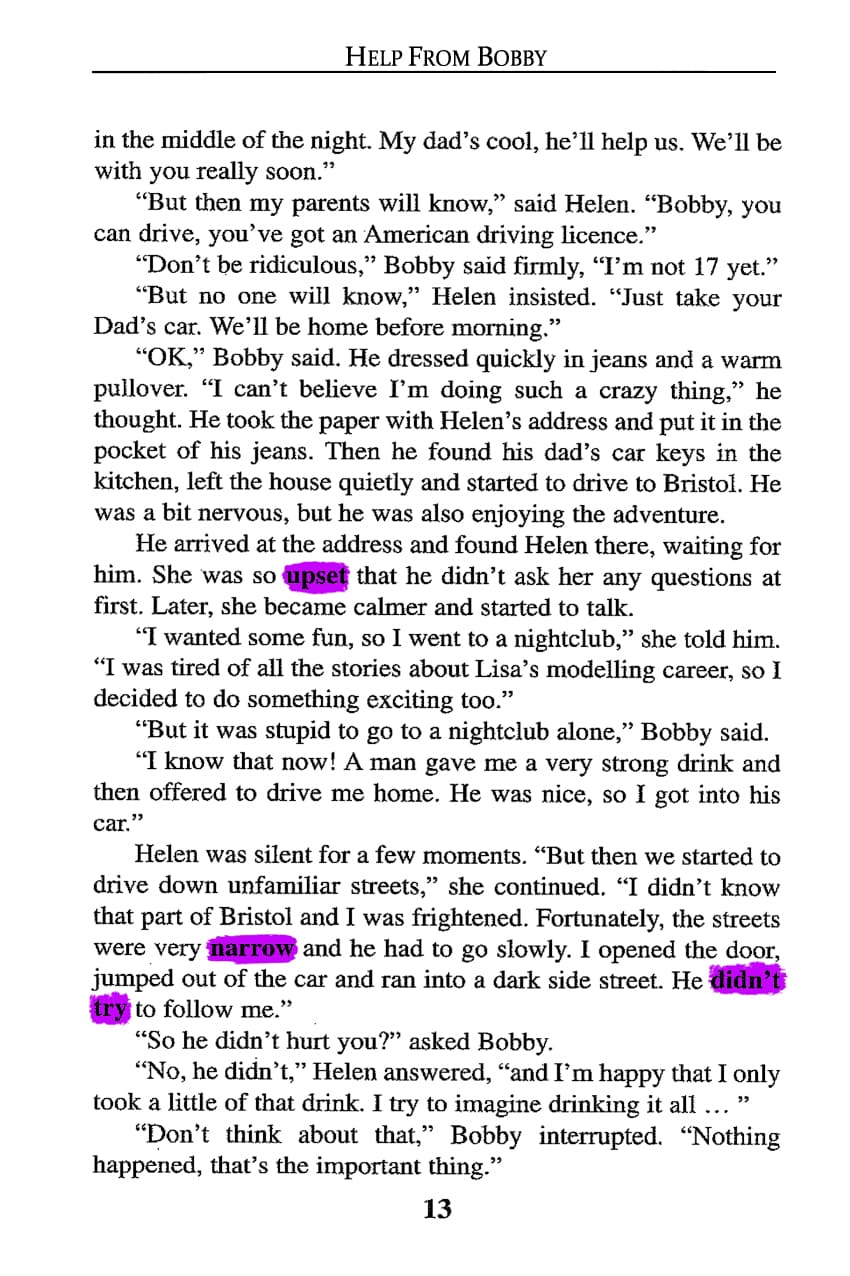 HELP FROM BOBBY
in the middle of the night. My dad's cool, he'll help us. We'll be
with you really soon."
"But then my parents will know," said Helen. "Bobby, you
can drive, you've got an American driving licence."
"Don't be ridiculous," Bobby said firmly, "I'm not 17 yet."
"But no one will know," Helen insisted. "Just take your
Dad's car. We'll be home before morning."
"OK," Bobby said. He dressed quickly in jeans and a warm
pullover. "I can't believe I'm doing such a crazy thing," he
thought. He took the paper with Helen's address and put it in the
pocket of his jeans. Then he found his dad's car keys in the
kitchen, left the house quietly and started to drive to Bristol. He
was a bit nervous, but he was also enjoying the adventure.
He arrived at the address and found Helen there, waiting for
him. She was so upset that he didn't ask her any questions at
first. Later, she became calmer and started to talk.
"I wanted some fun, so I went to a nightclub," she told him.
"I was tired of all the stories about Lisa's modelling career, so I
decided to do something exciting too."
"But it was stupid to go to a nightclub alone," Bobby said.
"I know that now! A man gave me a very strong drink and
then offered to drive me home. He was nice, so I got into his
car."
Helen was silent for a few moments. "But then we started to
drive down unfamiliar streets," she continued. "I didn't know
that part of Bristol and I was frightened. Fortunately, the streets
were very narrow and he had to go slowly. I opened the door,
jumped out of the car and ran into a dark side street. He didn't
try to follow me."
"So he didn't hurt you?" asked Bobby.
"No, he didn't," Helen answered, "and I'm happy that I only
took a little of that drink. I try to imagine drinking it all … "
"Don't think about that," Bobby interrupted. "Nothing
happened, that's the important thing."
13